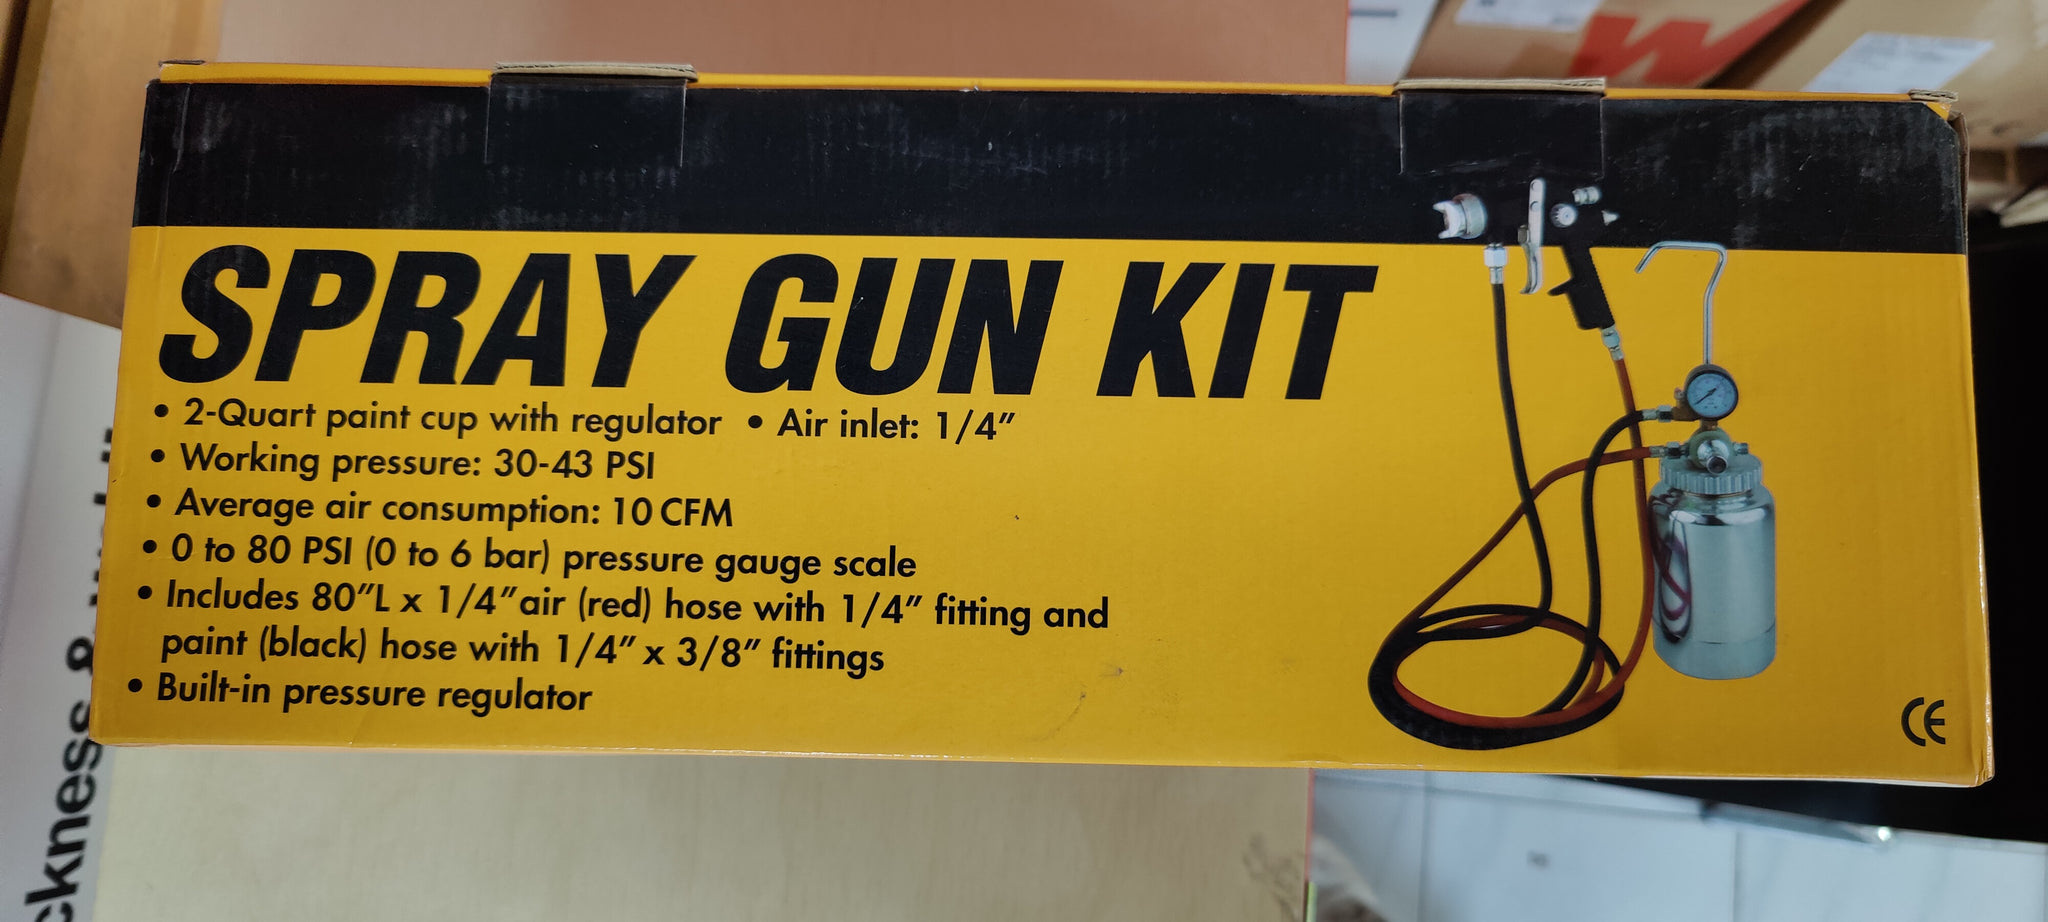 SPRAY GUN KIT
• 2-Quart paint cup with regulator • Air inlet: 1/4"
• Working pressure: 30-43 PSI
• Average air consumption: 10 CFM
• 0 to 80 PSI (0 to 6 bar) pressure gauge scale
• Includes 80"L x 1/4" air (red) hose with 1/4" fitting and
paint (black) hose with 1/4" x 3/8" fittings
• Built-in pressure regulator
CE
ckness &